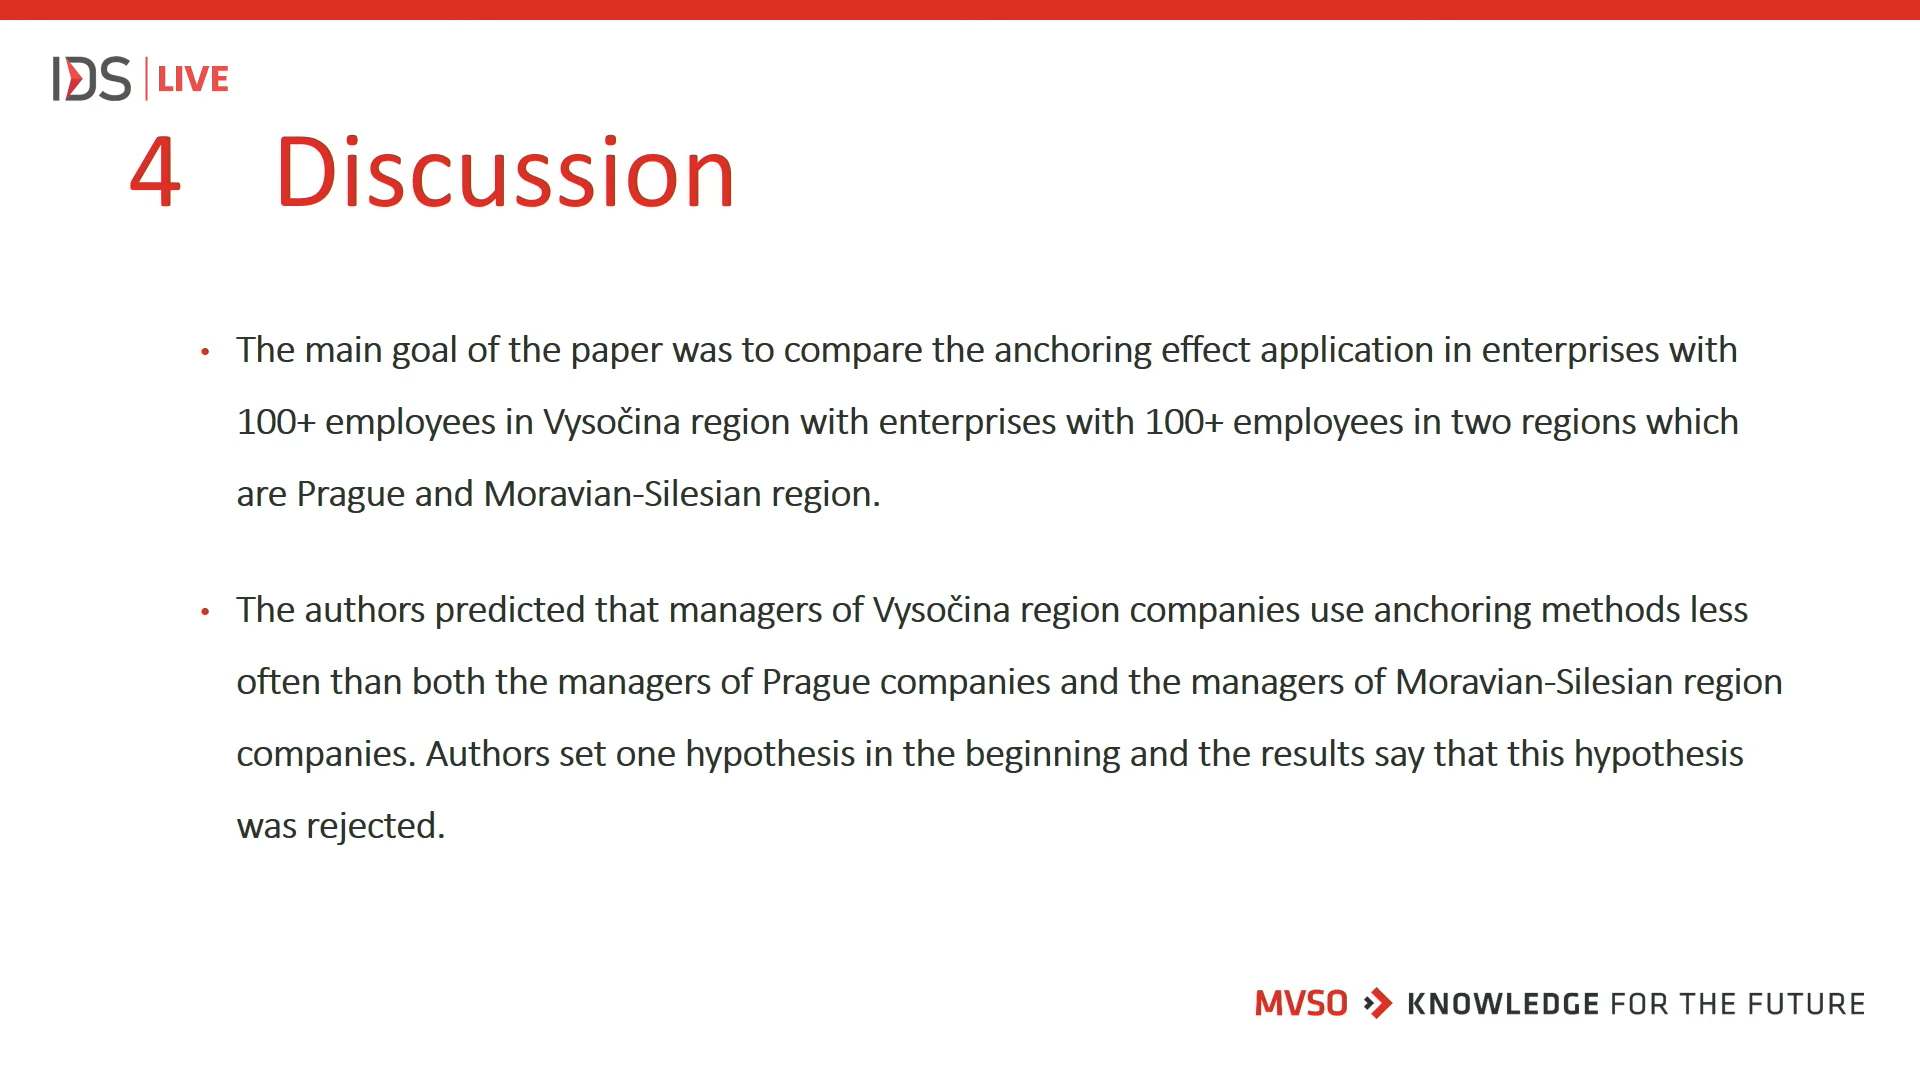 IDS | LIVE
4 Discussion
• The main goal of the paper was to compare the anchoring effect application in enterprises with
100+ employees in Vysočina region with enterprises with 100+ employees in two regions which
are Prague and Moravian-Silesian region.
• The authors predicted that managers of Vysočina region companies use anchoring methods less
often than both the managers of Prague companies and the managers of Moravian-Silesian region
companies. Authors set one hypothesis in the beginning and the results say that this hypothesis
was rejected.
MVSO KNOWLEDGE FOR THE FUTURE